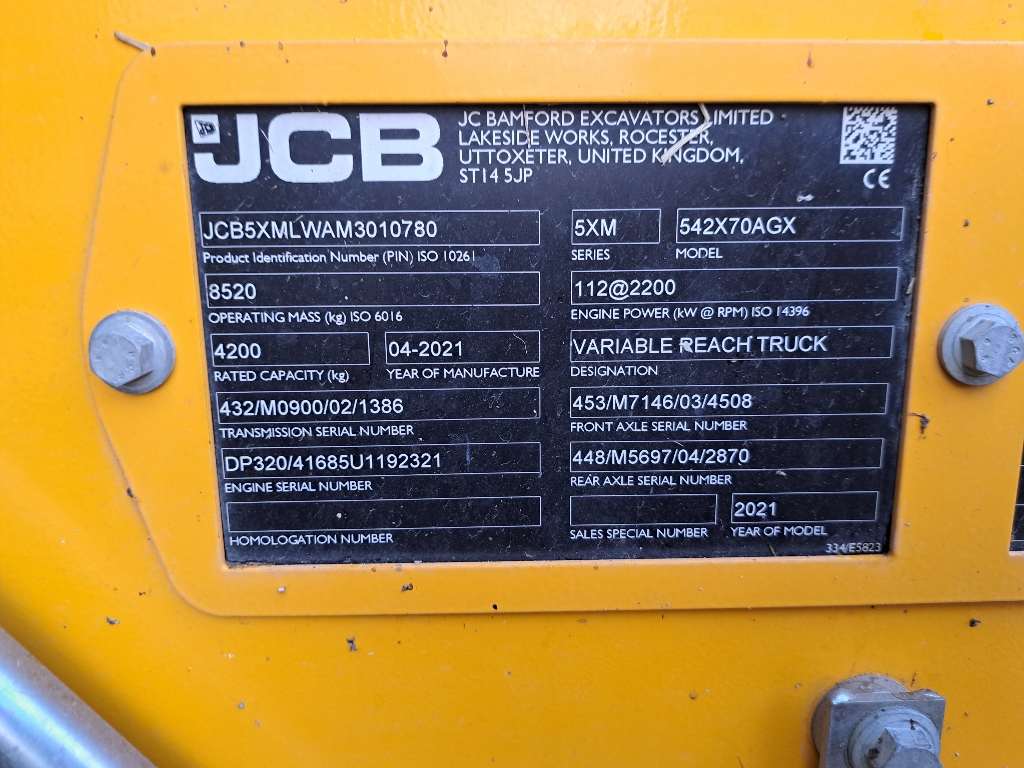 JCB
JC BAMFORD EXCAVATORS LIMITED
LAKESIDE WORKS, ROCESTER,
UTTOXETER, UNITED KINGDOM,
ST14 5JP
CE
JCB5XMLWAM3010780
Product Identification Number (PIN) ISO 10261
5XM
SERIES
542X70AGX
MODEL
8520
OPERATING MASS (kg) ISO 6016
112@2200
ENGINE POWER (kW @ RPM) ISO 14396
4200
RATED CAPACITY (kg)
04-2021
YEAR OF MANUFACTURE
VARIABLE REACH TRUCK
DESIGNATION
432/M0900/02/1386
TRANSMISSION SERIAL NUMBER
453/M7146/03/4508
FRONT AXLE SERIAL NUMBER
DP320/41685U1192321
ENGINE SERIAL NUMBER
448/M5697/04/2870
REAR AXLE SERIAL NUMBER
HOMOLOGATION NUMBER
SALES SPECIAL NUMBER
2021
YEAR OF MODEL
334/E5823